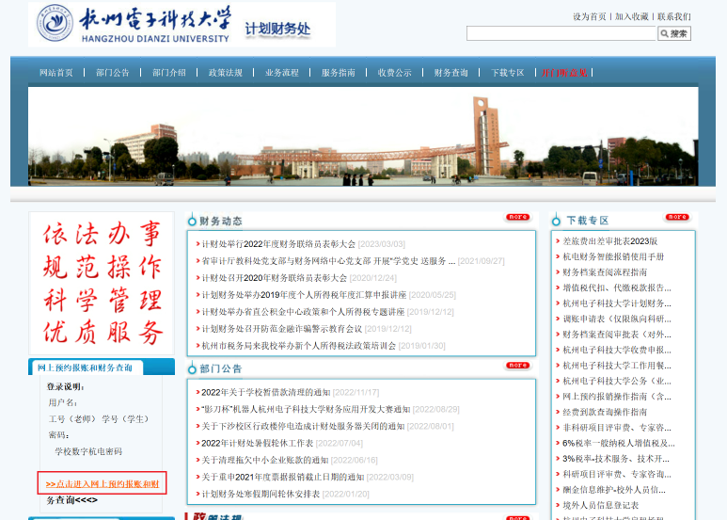 杭州电子科技大学
HANGZHOU DIANZI UNIVERSITY
计划财务处
设为首页 | 加入收藏 | 联系我们
搜索
网站首页 | 部门公告 | 部门介绍 | 政策法规 | 业务流程 | 服务指南 | 收费公示 | 财务查询 | 下载专区 |
依法办事
规范操作
科学管理
优质服务
网上预约报账和财务查询
登录说明:
用户名:
工号(老师) 学号(学生)
密码:
学校数字杭电密码
>>点击进入网上预约报账和财
务查询<<<>
财务动态
more
计财处举行2022年度财务联络员表彰大会 [2023/03/03]
省审计厅教科处党支部与财务网络中心党支部 开展“学党史 送服务 ... [2021/09/27]
计财处召开2020年财务联络员表彰大会 [2020/12/24]
计划财务处举办2019年度个人所得税年度汇算申报讲座 [2020/05/25]
计财处举办省直公积金中心政策和个人所得税专题讲座 [2019/12/12]
计划财务处召开防范金融诈骗警示教育会议 [2019/12/12]
杭州市税务局来我校举办新个人所得税法政策培训会 [2019/01/30]
部门公告
more
2022年关于学校暂借款清理的通知 [2022/11/17]
“影刀杯”机器人杭州电子科技大学财务应用开发大赛通知 [2022/08/29]
关于下沙校区行政楼停电造成计财处服务器关闭的通知 [2022/08/01]
2022年计财处暑假轮休工作表 [2022/07/04]
关于清理拖欠中小企业账款的通知 [2022/06/16]
关于重申2021年度票据报销截止日期的通知 [2022/03/09]
计划财务处寒假期间轮休安排表 [2022/01/20]
政策法规
more
下载专区
more
差旅费出差审批表2023版
杭电财务智能报销使用手册
财务档案查阅流程指南
增值税代扣、代缴税款报告...
杭州电子科技大学计划财务...
调账申请表（仅限纵向科研...
财务档案查阅审批表（对外...
杭州电子科技大学收费申报...
杭州电子科技大学工作用餐...
杭州电子科技大学公务（业...
网上预约报销操作指南（含...
经费到款查询操作指南
非科研项目评审费、专家咨...
6%税率一般纳税人增值税及...
3%税率-技术服务、技术开...
科研项目评审费、专家咨询...
酬金信息维护-校外人员信...
境外人员信息登记表